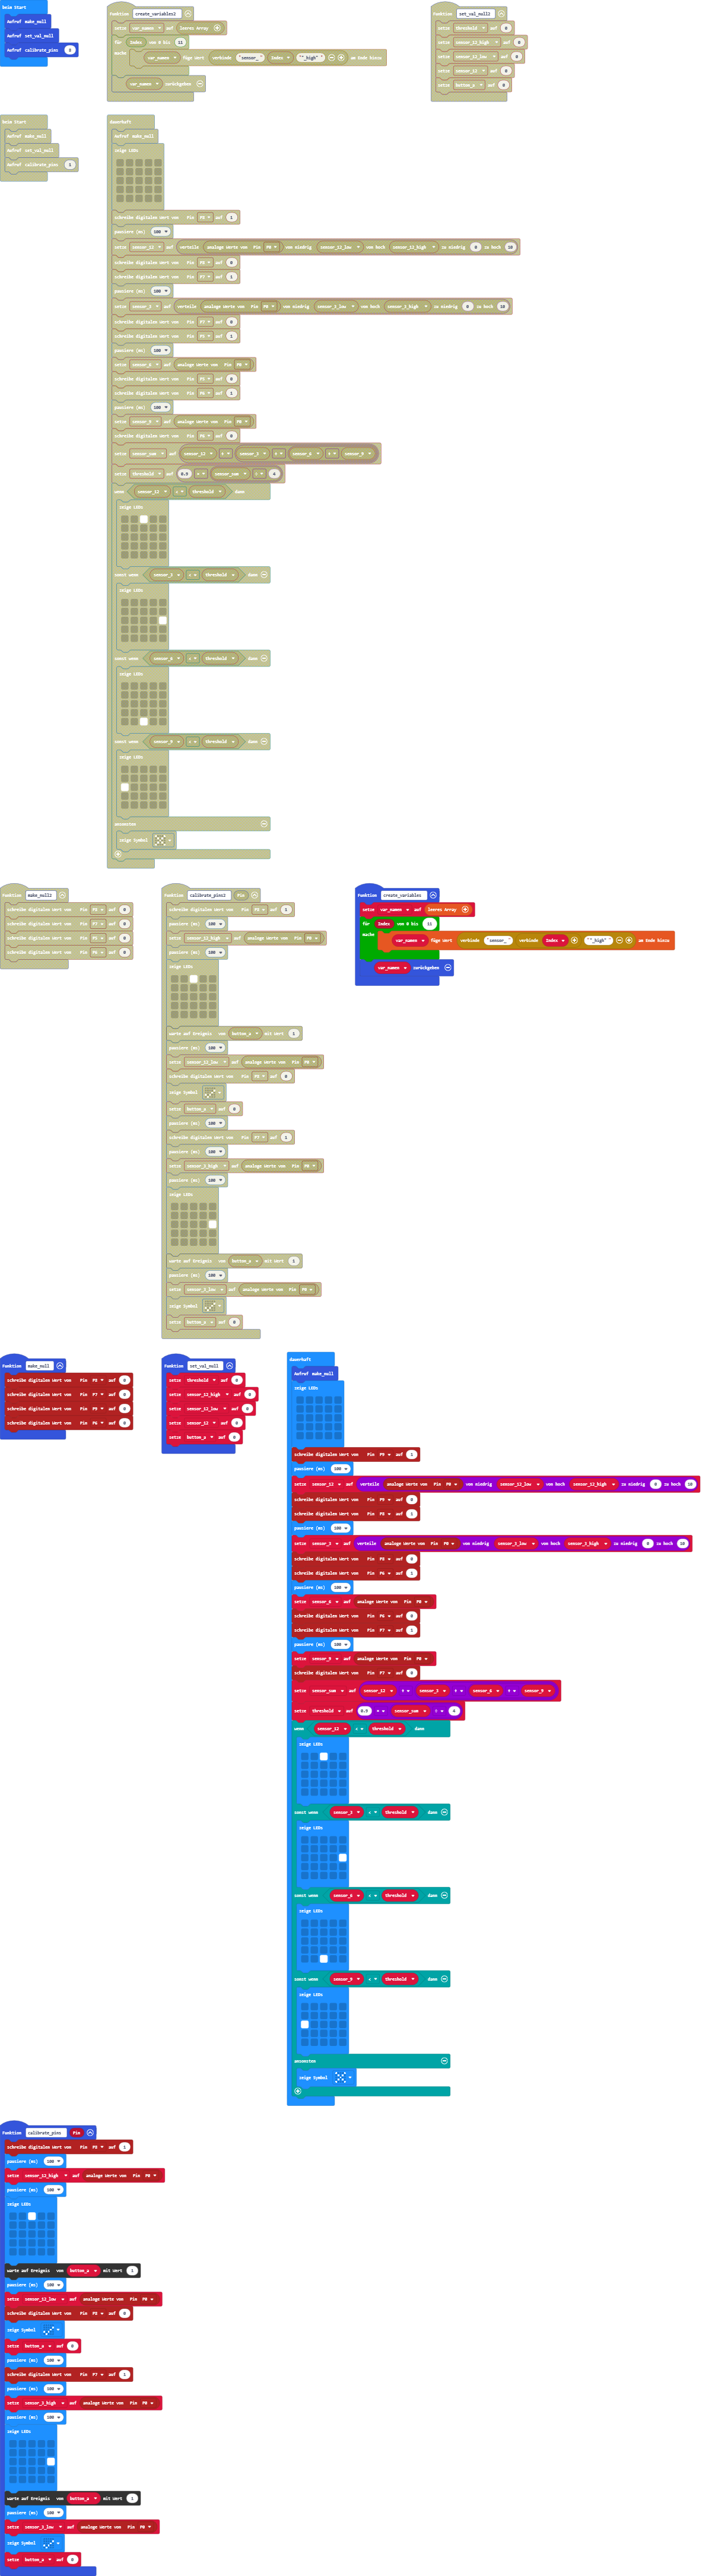 beim Start
Aufruf make_null
Aufruf set_val_null
Aufruf calibrate_pins 1
Funktion create_variables2
setze var_namen auf leeres Array
für Index von 0 bis 11
mache var_namen füge Wert verbinde "sensor_" Index "_high" am Ende hinzu
var_namen zurückgeben
Funktion set_val_null2
setze threshold auf 0
setze sensor_12_high auf 0
setze sensor_12_low auf 0
setze sensor_12 auf 0
setze button_a auf 0
beim Start
Aufruf make_null
Aufruf set_val_null
Aufruf calibrate_pins 1
dauerhaft
Aufruf make_null
zeige LEDs
schreibe digitalen Wert von Pin auf 1
pausiere (ms) 100
setze sensor_12 auf verteile analoge Werte von Pin P0 von niedrig sensor_12_low von hoch sensor_12_high zu niedrig 0 zu hoch 10
schreibe digitalen Wert von Pin auf 0
schreibe digitalen Wert von Pin P7 auf 1
pausiere (ms) 100
setze sensor_3 auf verteile analoge Werte von Pin P0 von niedrig sensor_3_low von hoch sensor_3_high zu niedrig 0 zu hoch 10
schreibe digitalen Wert von Pin P7 auf 0
schreibe digitalen Wert von Pin auf 1
pausiere (ms) 100
setze sensor_6 auf analoge Werte von Pin P0
schreibe digitalen Wert von Pin auf 0
schreibe digitalen Wert von Pin auf 1
pausiere (ms) 100
setze sensor_9 auf analoge Werte von Pin P0
schreibe digitalen Wert von Pin auf 0
setze sensor_sum auf sensor_12 + sensor_3 + sensor_6 + sensor_9
setze threshold auf 0.9 × sensor_sum ÷ 4
wenn sensor_12 < threshold dann
zeige LEDs
sonst wenn sensor_3 < threshold dann
zeige LEDs
sonst wenn sensor_6 < threshold dann
zeige LEDs
sonst wenn sensor_9 < threshold dann
zeige LEDs
ansonsten
zeige Symbol
Funktion make_null2
schreibe digitalen Wert von Pin P8 auf 0
schreibe digitalen Wert von Pin P7 auf 0
schreibe digitalen Wert von Pin auf 0
schreibe digitalen Wert von Pin P6 auf 0
Funktion calibrate_pins2 Pin
schreibe digitalen Wert von Pin auf 1
pausiere (ms) 100
setze sensor_12_high auf analoge Werte von Pin P0
pausiere (ms) 100
zeige LEDs
warte auf Ereignis von button_a mit Wert 1
pausiere (ms) 100
setze sensor_12_low auf analoge Werte von Pin P0
schreibe digitalen Wert von Pin auf 0
zeige Symbol
setze button_a auf 0
pausiere (ms) 100
schreibe digitalen Wert von Pin P7 auf 1
pausiere (ms) 100
setze sensor_3_high auf analoge Werte von Pin P0
pausiere (ms) 100
zeige LEDs
warte auf Ereignis von button_a mit Wert 1
pausiere (ms) 100
setze sensor_3_low auf analoge Werte von Pin P0
zeige Symbol
setze button_a auf 0
Funktion create_variables
setze var_namen auf leeres Array
für Index von 0 bis 11
mache var_namen füge Wert verbinde "sensor_" verbinde Index "_high" am Ende hinzu
var_namen zurückgeben
Funktion make_null
schreibe digitalen Wert von Pin P8 auf 0
schreibe digitalen Wert von Pin P7 auf 0
schreibe digitalen Wert von Pin P9 auf 0
schreibe digitalen Wert von Pin P6 auf 0
Funktion set_val_null
setze threshold auf 0
setze sensor_12_high auf 0
setze sensor_12_low auf 0
setze sensor_12 auf 0
setze button_a auf 0
dauerhaft
Aufruf make_null
zeige LEDs
schreibe digitalen Wert von Pin P9 auf 1
pausiere (ms) 100
setze sensor_12 auf verteile analoge Werte von Pin P0 von niedrig sensor_12_low von hoch sensor_12_high zu niedrig 0 zu hoch 10
schreibe digitalen Wert von Pin P9 auf 0
schreibe digitalen Wert von Pin P8 auf 1
pausiere (ms) 100
setze sensor_3 auf verteile analoge Werte von Pin P0 von niedrig sensor_3_low von hoch sensor_3_high zu niedrig 0 zu hoch 10
schreibe digitalen Wert von Pin auf 0
schreibe digitalen Wert von Pin P6 auf 1
pausiere (ms) 100
setze sensor_6 auf analoge Werte von Pin P0
schreibe digitalen Wert von Pin P6 auf 0
schreibe digitalen Wert von Pin P7 auf 1
pausiere (ms) 100
setze sensor_9 auf analoge Werte von Pin P0
schreibe digitalen Wert von Pin P7 auf 0
setze sensor_sum auf sensor_12 + sensor_3 + sensor_6 + sensor_9
setze threshold auf 0.9 × sensor_sum ÷ 4
wenn sensor_12 < threshold dann
zeige LEDs
sonst wenn sensor_3 < threshold dann
zeige LEDs
sonst wenn sensor_6 < threshold dann
zeige LEDs
sonst wenn sensor_9 < threshold dann
zeige LEDs
ansonsten
zeige Symbol
Funktion calibrate_pins Pin
schreibe digitalen Wert von Pin auf 1
pausiere (ms) 100
setze sensor_12_high auf analoge Werte von Pin P0
pausiere (ms) 100
zeige LEDs
warte auf Ereignis von button_a mit Wert 1
pausiere (ms) 100
setze sensor_12_low auf analoge Werte von Pin P0
schreibe digitalen Wert von Pin auf 0
zeige Symbol
setze button_a auf 0
pausiere (ms) 100
schreibe digitalen Wert von Pin P7 auf 1
pausiere (ms) 100
setze sensor_3_high auf analoge Werte von Pin P0
pausiere (ms) 100
zeige LEDs
warte auf Ereignis von button_a mit Wert 1
pausiere (ms) 100
setze sensor_3_low auf analoge Werte von Pin P0
zeige Symbol
setze button_a auf 0